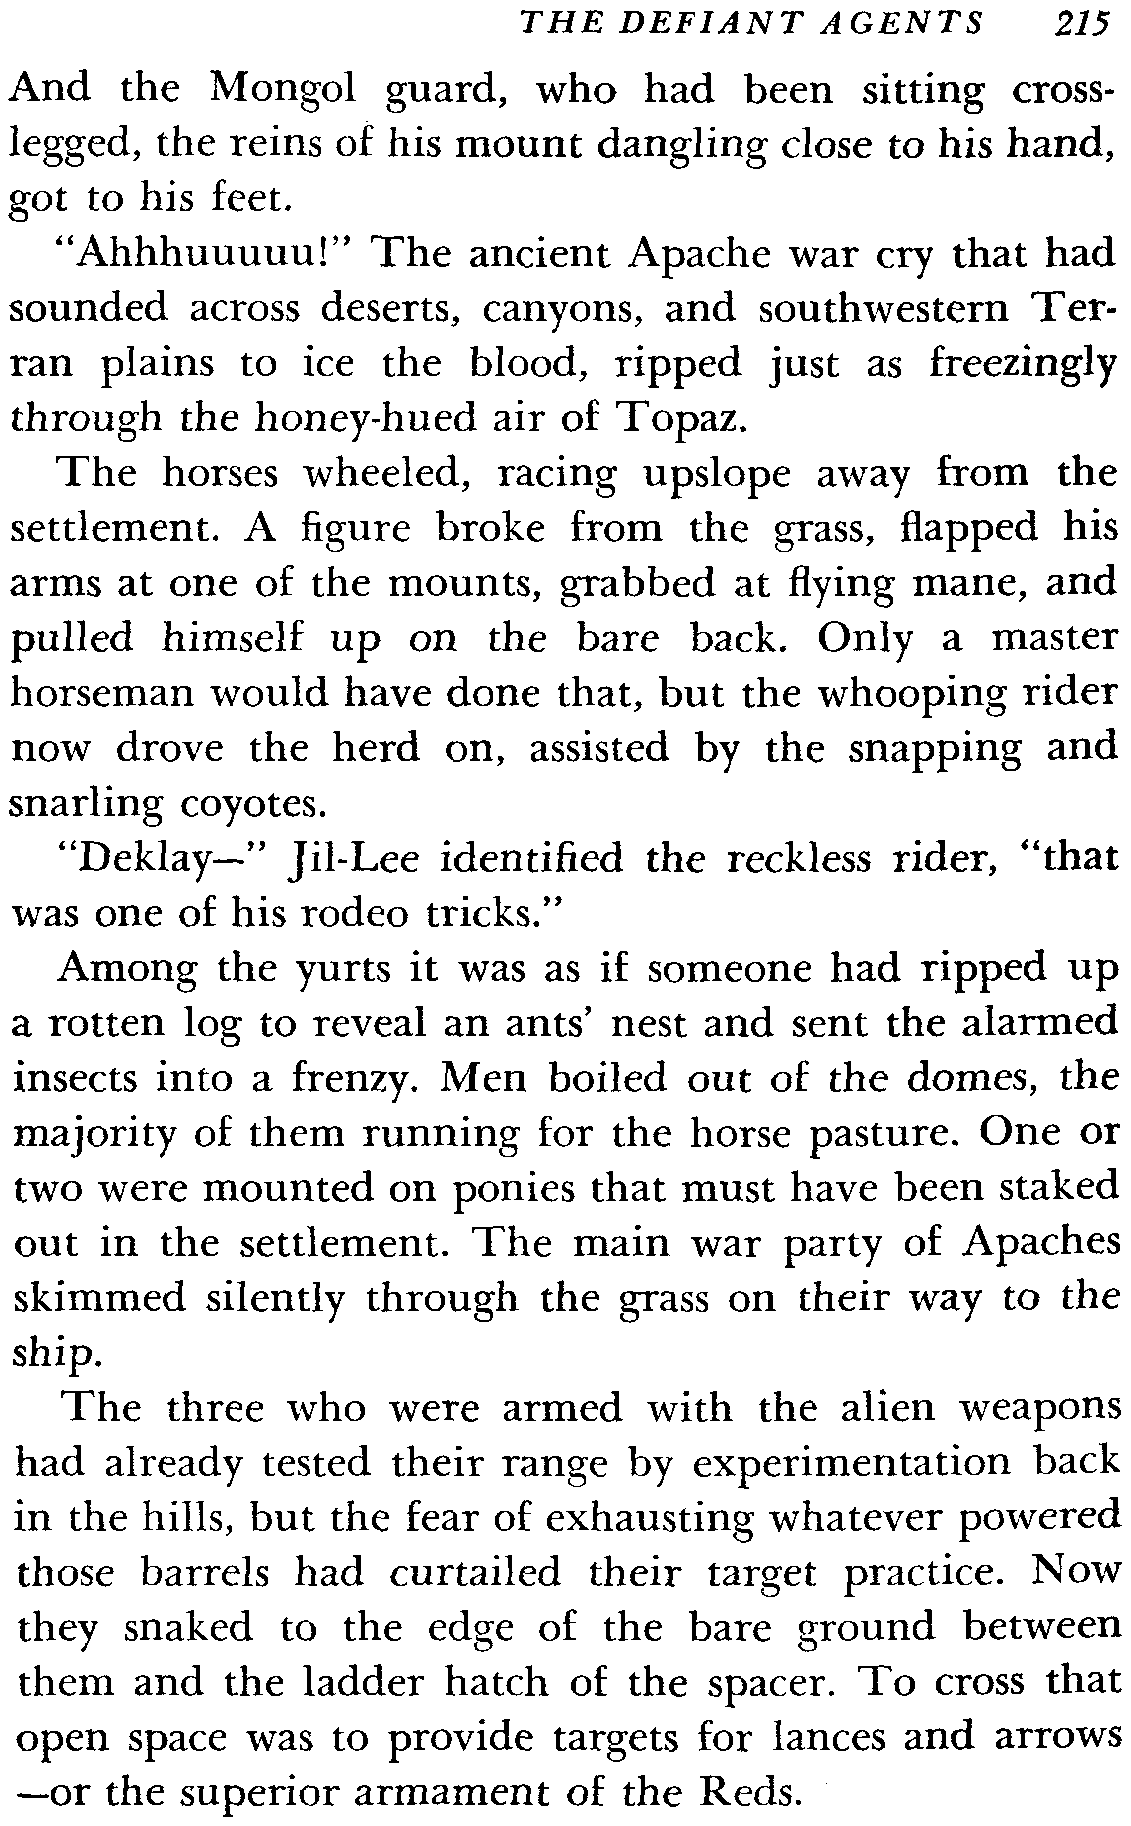 THE DEFIANT AGENTS 215
And the Mongol guard, who had been sitting cross-
legged, the reins of his mount dangling close to his hand,
got to his feet.
"Ahhhuuuuu!" The ancient Apache war cry that had
sounded across deserts, canyons, and southwestern Ter-
ran plains to ice the blood, ripped just as freezingly
through the honey-hued air of Topaz.
The horses wheeled, racing upslope away from the
settlement. A figure broke from the grass, flapped his
arms at one of the mounts, grabbed at flying mane, and
pulled himself up on the bare back. Only a master
horseman would have done that, but the whooping rider
now drove the herd on, assisted by the snapping and
snarling coyotes.
"Deklay—" Jil-Lee identified the reckless rider, "that
was one of his rodeo tricks."
Among the yurts it was as if someone had ripped up
a rotten log to reveal an ants' nest and sent the alarmed
insects into a frenzy. Men boiled out of the domes, the
majority of them running for the horse pasture. One or
two were mounted on ponies that must have been staked
out in the settlement. The main war party of Apaches
skimmed silently through the grass on their way to the
ship.
The three who were armed with the alien weapons
had already tested their range by experimentation back
in the hills, but the fear of exhausting whatever powered
those barrels had curtailed their target practice. Now
they snaked to the edge of the bare ground between
them and the ladder hatch of the spacer. To cross that
open space was to provide targets for lances and arrows
—or the superior armament of the Reds.